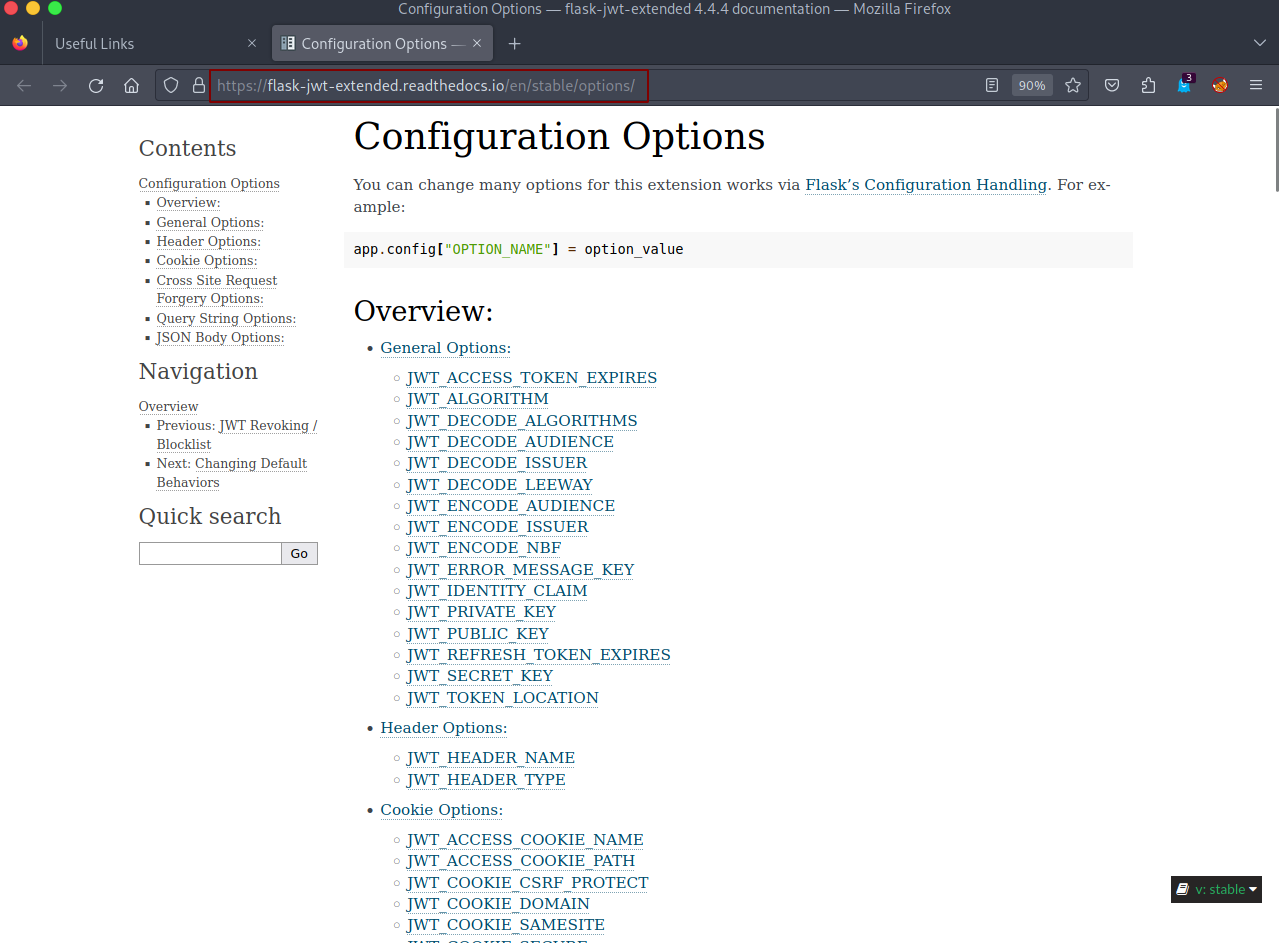 Configuration Options — flask-jwt-extended 4.4.4 documentation — Mozilla Firefox
Useful Links
Configuration Options —
https://flask-jwt-extended.readthedocs.io/en/stable/options/
90%
3
Contents
Configuration Options
Overview:
General Options:
Header Options:
Cookie Options:
Cross Site Request
Forgery Options:
Query String Options:
JSON Body Options:
Navigation
Overview
Previous: JWT Revoking /
Blocklist
Next: Changing Default
Behaviors
Quick search
Go
Configuration Options
You can change many options for this extension works via Flask’s Configuration Handling. For ex-
ample:
app.config["OPTION_NAME"] = option_value
Overview:
• General Options:
◦ JWT_ACCESS_TOKEN_EXPIRES
◦ JWT_ALGORITHM
◦ JWT_DECODE_ALGORITHMS
◦ JWT_DECODE_AUDIENCE
◦ JWT_DECODE_ISSUER
◦ JWT_DECODE_LEEWAY
◦ JWT_ENCODE_AUDIENCE
◦ JWT_ENCODE_ISSUER
◦ JWT_ENCODE_NBF
◦ JWT_ERROR_MESSAGE_KEY
◦ JWT_IDENTITY_CLAIM
◦ JWT_PRIVATE_KEY
◦ JWT_PUBLIC_KEY
◦ JWT_REFRESH_TOKEN_EXPIRES
◦ JWT_SECRET_KEY
◦ JWT_TOKEN_LOCATION
• Header Options:
◦ JWT_HEADER_NAME
◦ JWT_HEADER_TYPE
• Cookie Options:
◦ JWT_ACCESS_COOKIE_NAME
◦ JWT_ACCESS_COOKIE_PATH
◦ JWT_COOKIE_CSRF_PROTECT
◦ JWT_COOKIE_DOMAIN
◦ JWT_COOKIE_SAMESITE
v: stable